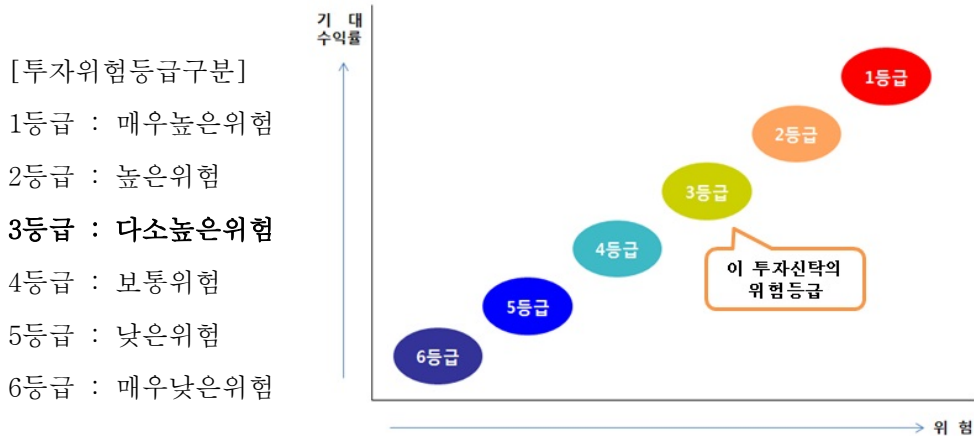 [투자위험등급구분]
1등급 : 매우높은위험
2등급 : 높은위험
3등급 : 다소높은위험
4등급 : 보통위험
5등급 : 낮은위험
6등급 : 매우낮은위험
기 대
수익률
1등급
2등급
3등급
4등급
이 투자신탁의
위험등급
5등급
6등급
위 험